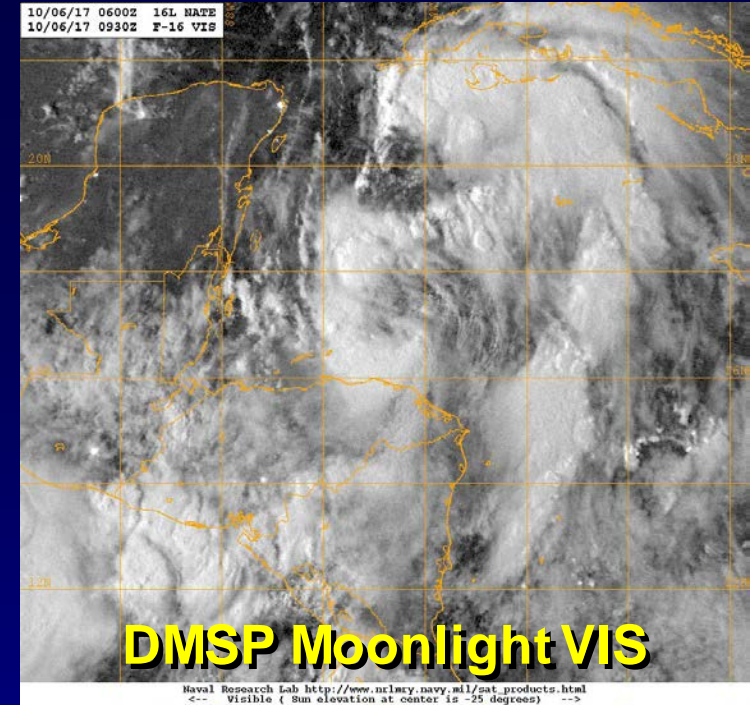 10/06/17 0600Z 16L NATE
10/06/17 0930Z F-16 VIS
20N
DMSP Moonlight VIS
Naval Research Lab http://www.nrlmry.navy.mil/sat_products.html
<-- Visible ( Sun elevation at center is -25 degrees) -->